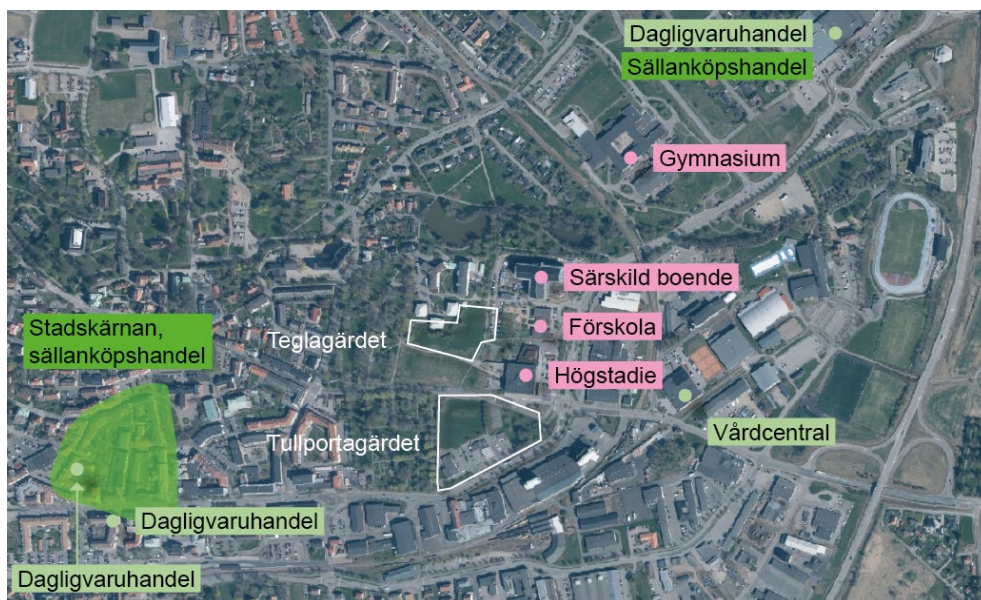 Dagligvaruhandel
Sällanköpshandel
Gymnasium
Särskild boende
Stadskärnan,
sällanköpshandel
Teglagärdet
Förskola
Högstadie
Tullportagärdet
Vårdcentral
Dagligvaruhandel
Dagligvaruhandel